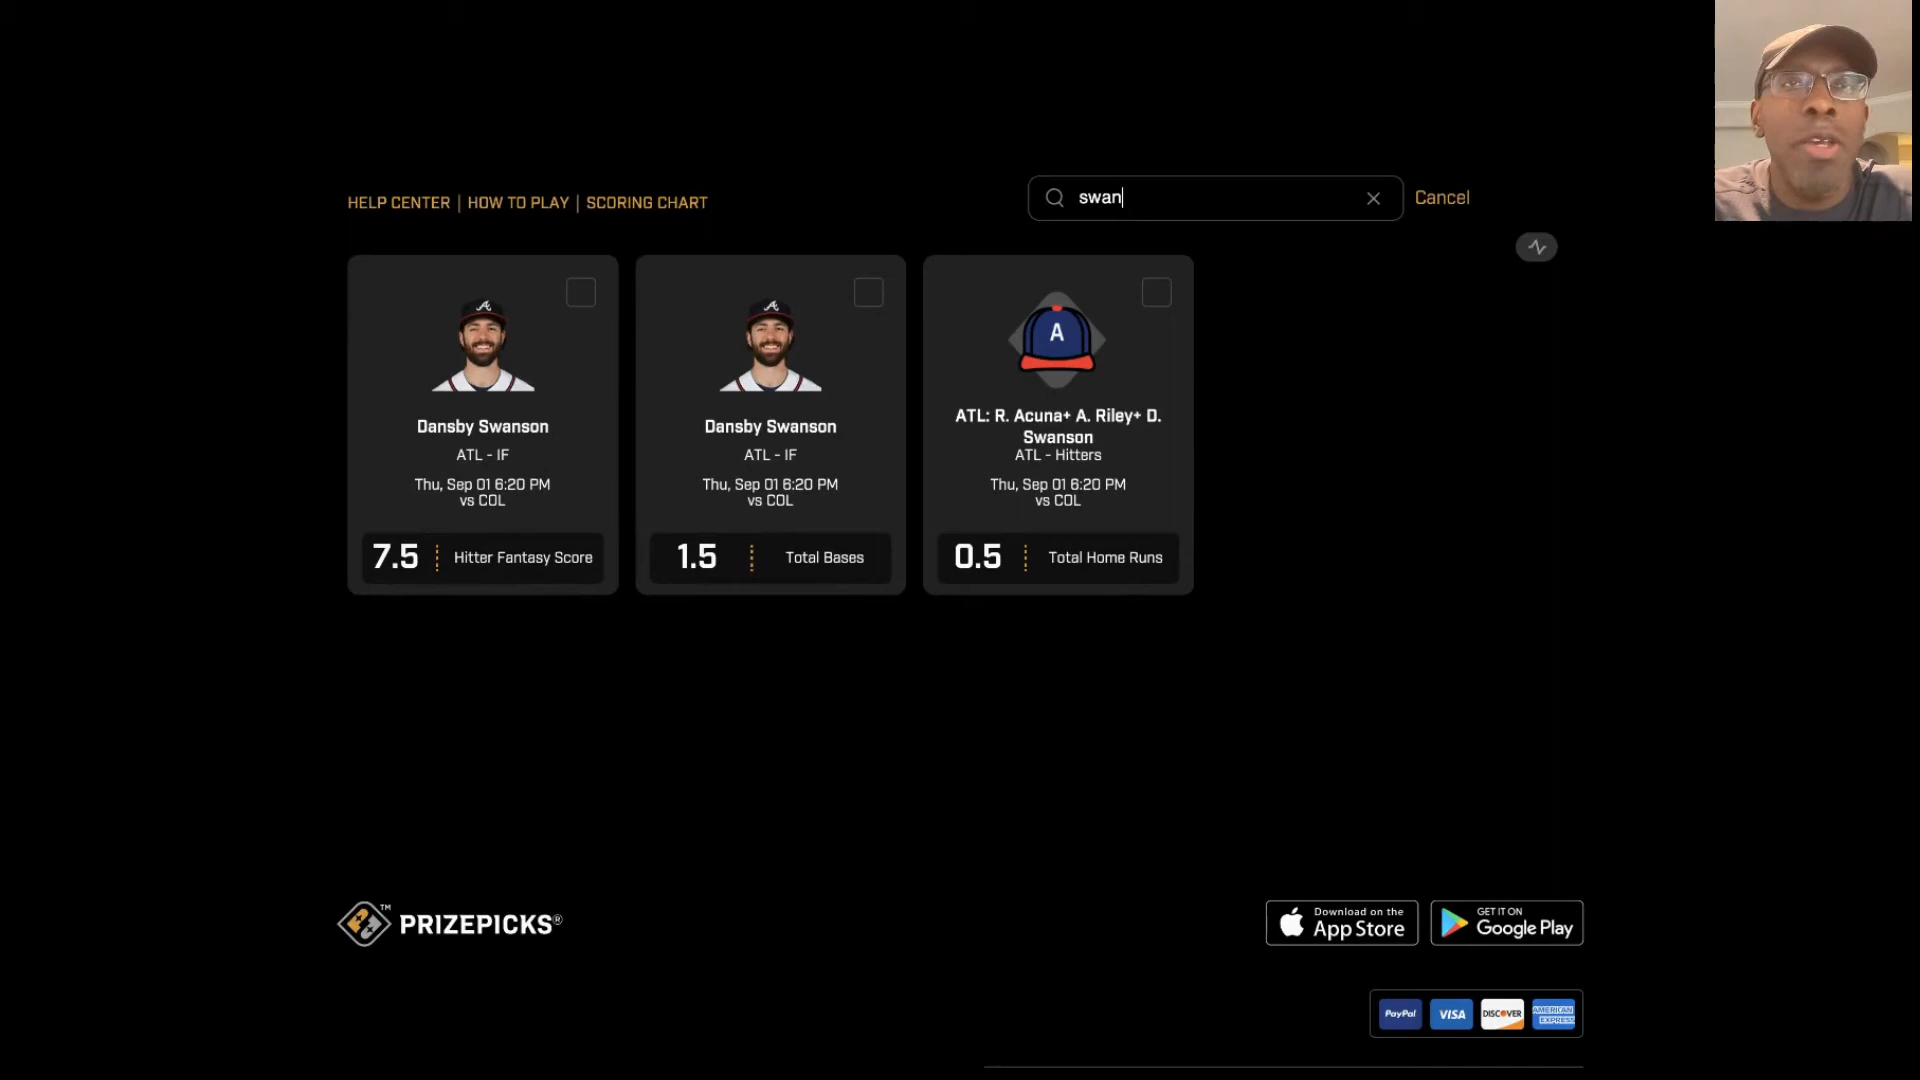 HELP CENTER | HOW TO PLAY | SCORING CHART
swan
Cancel
Dansby Swanson
ATL - IF
Thu, Sep 01 6:20 PM
vs COL
7.5
Hitter Fantasy Score
Dansby Swanson
ATL - IF
Thu, Sep 01 6:20 PM
vs COL
1.5
Total Bases
A
ATL: R. Acuna+ A. Riley+ D.
Swanson
ATL - Hitters
Thu, Sep 01 6:20 PM
vs COL
0.5
Total Home Runs
PRIZEPICKS®
™
Download on the
App Store
GET IT ON
Google Play
PayPal
VISA
DISCOVER
AMERICAN
EXPRESS